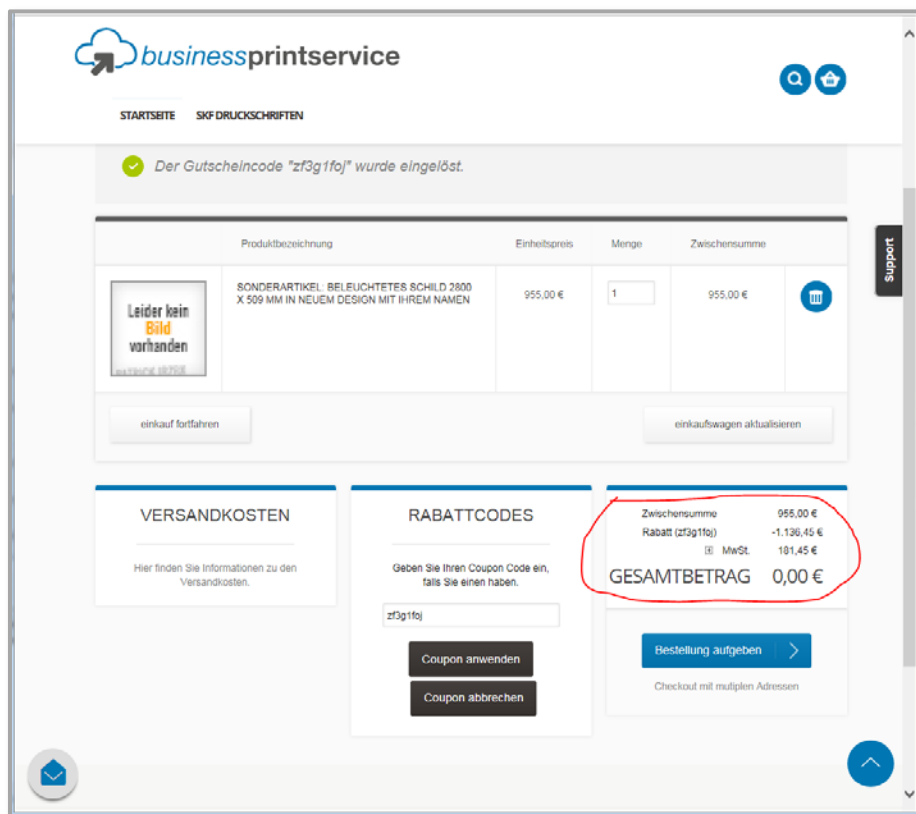 businessprintservice
STARTSEITE SKF DRUCKSCHRIFTEN
Der Gutscheincode "zf3g1foj" wurde eingelöst.
Support
Produktbezeichnung Einheitspreis Menge Zwischensumme
Leider kein
Bild
vorhanden
SONDERARTIKEL: BELEUCHTETES SCHILD 2800
X 509 MM IN NEUEM DESIGN MIT IHREM NAMEN
955,00 € 1 955,00 €
einkauf fortfahren einkaufswagen aktualisieren
VERSANDKOSTEN
Hier finden Sie Informationen zu den
Versandkosten.
RABATTCODES
Geben Sie Ihren Coupon Code ein,
falls Sie einen haben.
zf3g1foj
Coupon anwenden
Coupon abbrechen
Zwischensumme 955,00 €
Rabatt (zf3g1foj) -1.136,45 €
MwSt. 181,45 €
GESAMTBETRAG 0,00 €
Bestellung aufgeben
Checkout mit mutiplen Adressen